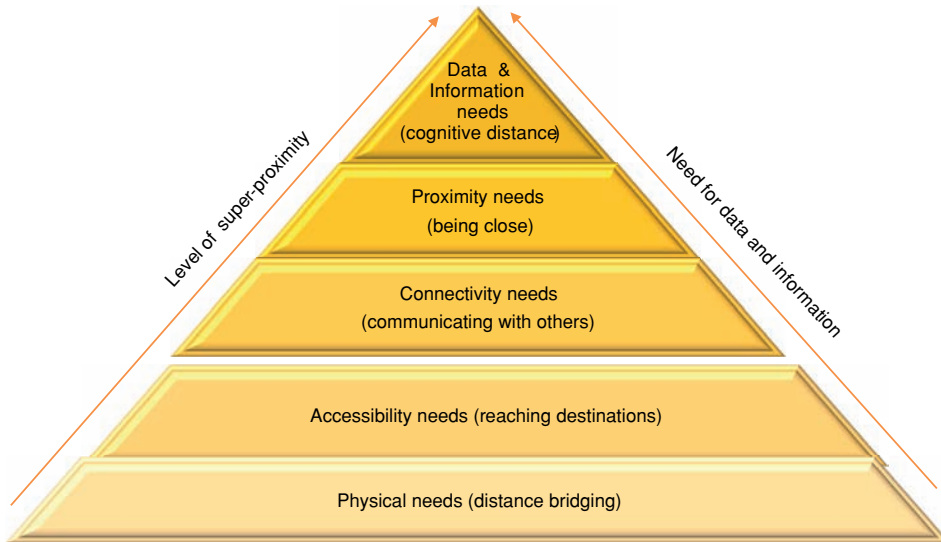 Data & 
Information
needs
(cognitive distance)
Proximity needs
(being close)
Connectivity needs
(communicating with others)
Accessibility needs (reaching destinations)
Physical needs (distance bridging)
Level of super-proximity
Need for data and information